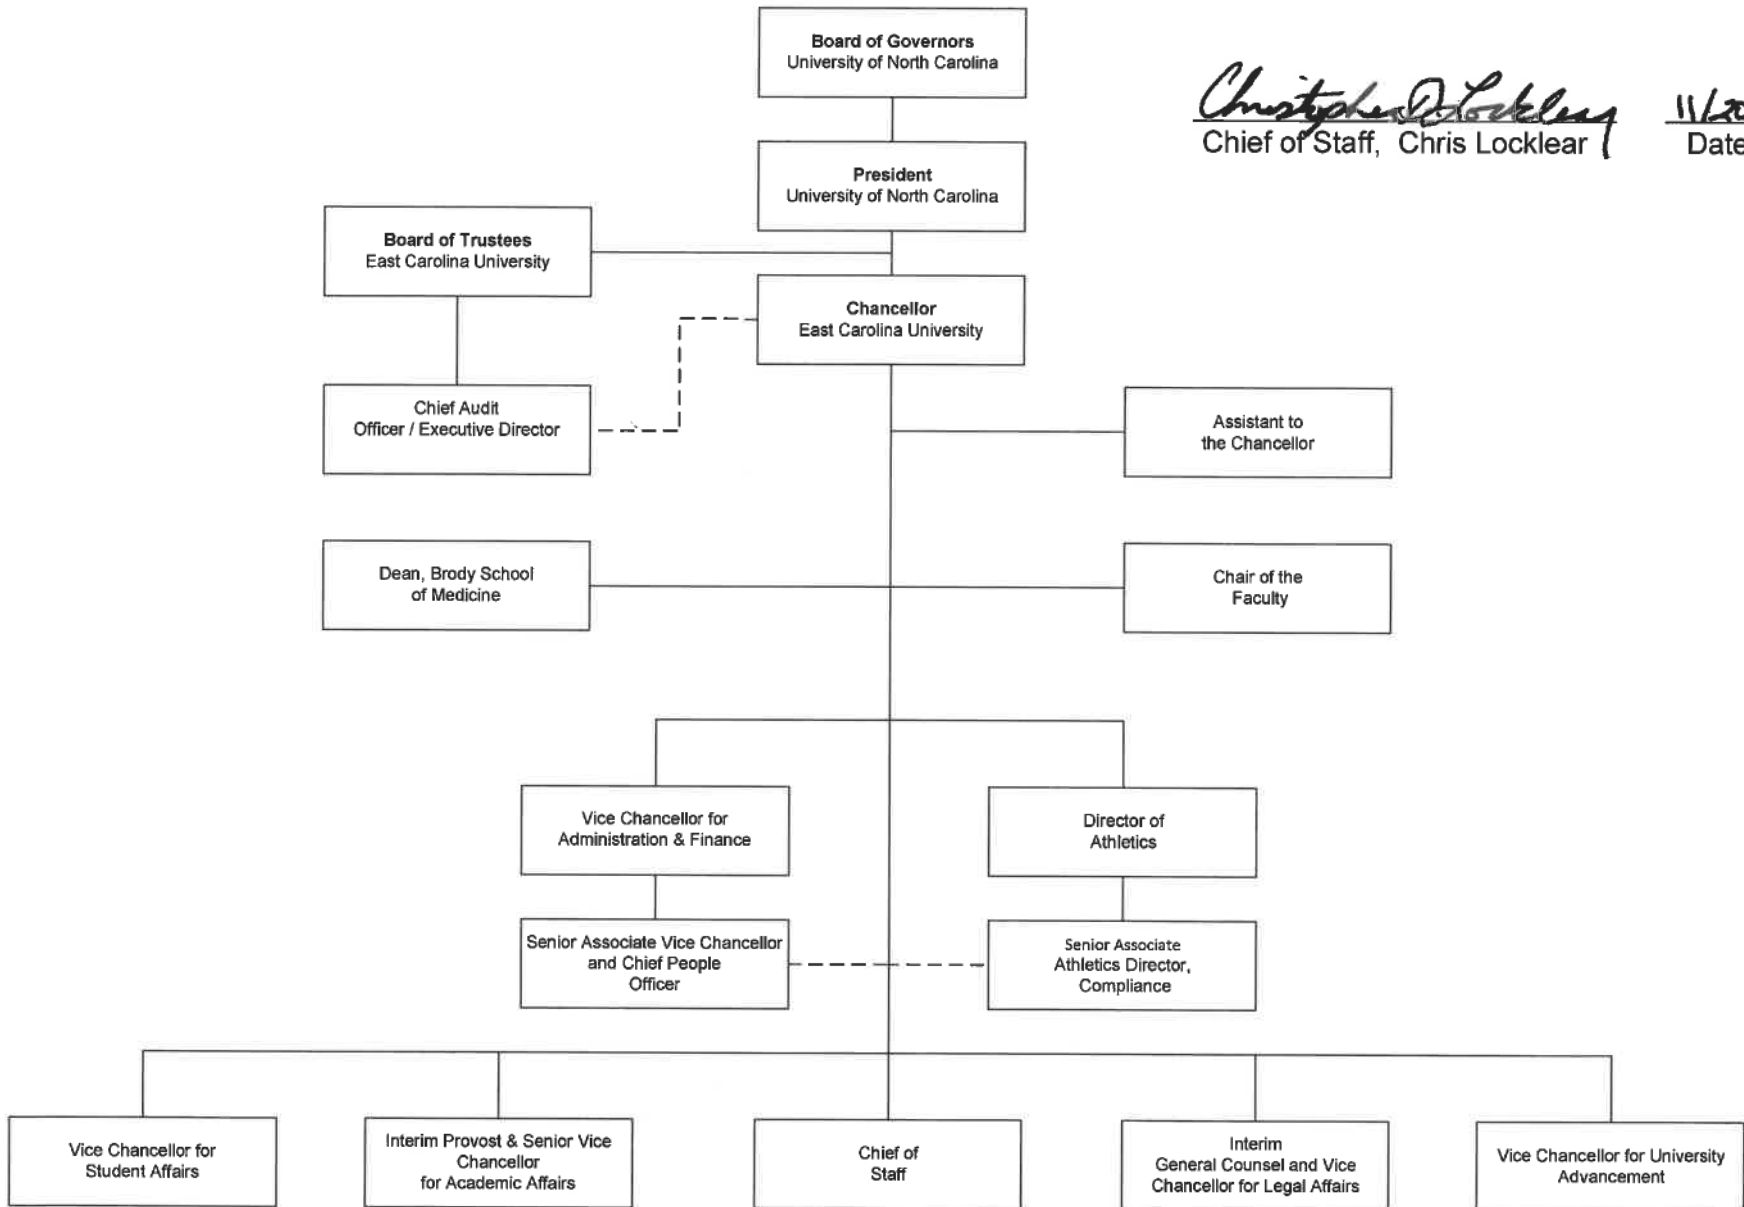 Board of Governors
University of North Carolina
Christopher D. Locklear
Chief of Staff, Chris Locklear
Date
President
University of North Carolina
Board of Trustees
East Carolina University
Chancellor
East Carolina University
Chief Audit
Officer / Executive Director
Assistant to
the Chancellor
Dean, Brody School
of Medicine
Chair of the
Faculty
Vice Chancellor for
Administration & Finance
Director of
Athletics
Senior Associate Vice Chancellor
and Chief People
Officer
Senior Associate
Athletics Director,
Compliance
Vice Chancellor for
Student Affairs
Interim Provost & Senior Vice
Chancellor
for Academic Affairs
Chief of
Staff
Interim
General Counsel and Vice
Chancellor for Legal Affairs
Vice Chancellor for University
Advancement